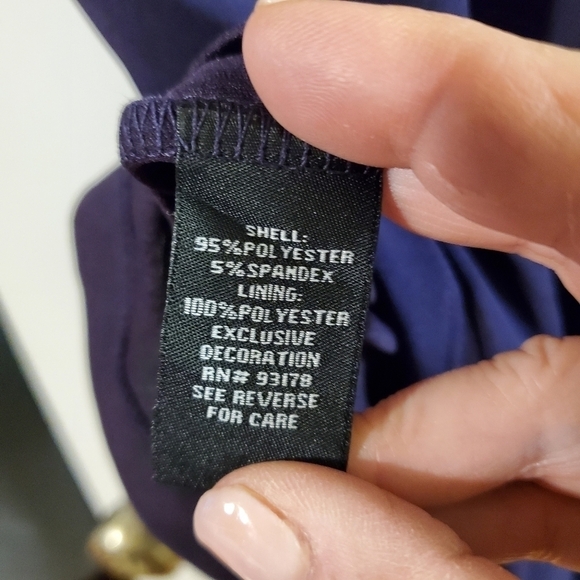 SHELL:
95%POLYESTER
5%SPANDEX
LINING:
100%POLYESTER
EXCLUSIVE
DECORATION
RN# 93178
SEE REVERSE
FOR CARE